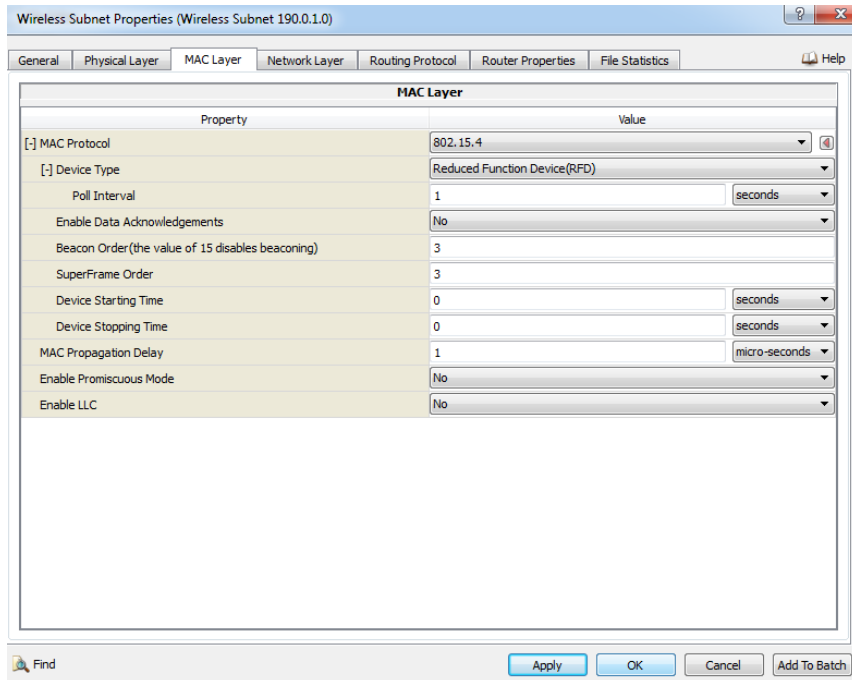 Wireless Subnet Properties (Wireless Subnet 190.0.1.0)
? X
General Physical Layer MAC Layer Network Layer Routing Protocol Router Properties File Statistics Help
MAC Layer
Property Value
[-] MAC Protocol 802.15.4
[-] Device Type Reduced Function Device(RFD)
Poll Interval 1 seconds
Enable Data Acknowledgements No
Beacon Order(the value of 15 disables beaconing) 3
SuperFrame Order 3
Device Starting Time 0 seconds
Device Stopping Time 0 seconds
MAC Propagation Delay 1 micro-seconds
Enable Promiscuous Mode No
Enable LLC No
Find Apply OK Cancel Add To Batch